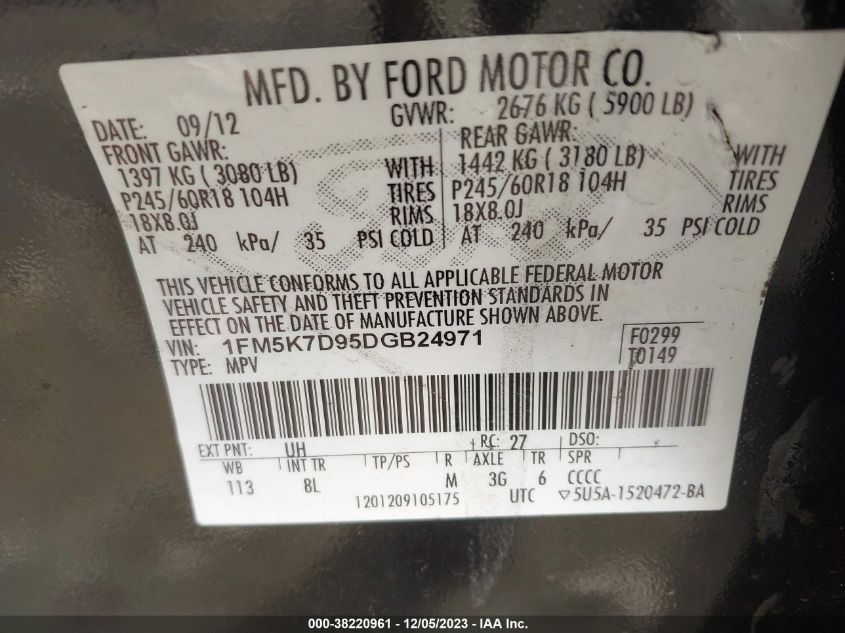 MFD. BY FORD MOTOR CO.
DATE: 09/12 GVWR: 2676 KG ( 5900 LB)
FRONT GAWR: REAR GAWR:
1397 KG ( 3080 LB) WITH 1442 KG ( 3180 LB) WITH
P245/60R18 104H TIRES P245/60R18 104H TIRES
18X8.0J RIMS 18X8.0J RIMS
AT 240 kPa/ 35 PSI COLD AT 240 kPa/ 35 PSI COLD
THIS VEHICLE CONFORMS TO ALL APPLICABLE FEDERAL MOTOR
VEHICLE SAFETY AND THEFT PREVENTION STANDARDS IN
EFFECT ON THE DATE OF MANUFACTURE SHOWN ABOVE.
VIN: 1FM5K7D95DGB24971 F0299
TYPE: MPV T0149
EXT PNT: UH RC: 27 DSO:
WB INT TR TP/PS R AXLE TR SPR
113 8L M 3G 6 CCCC
1201209105175 UTC ▽5U5A-1520472-BA
000-38220961 - 12/05/2023 - IAA Inc.